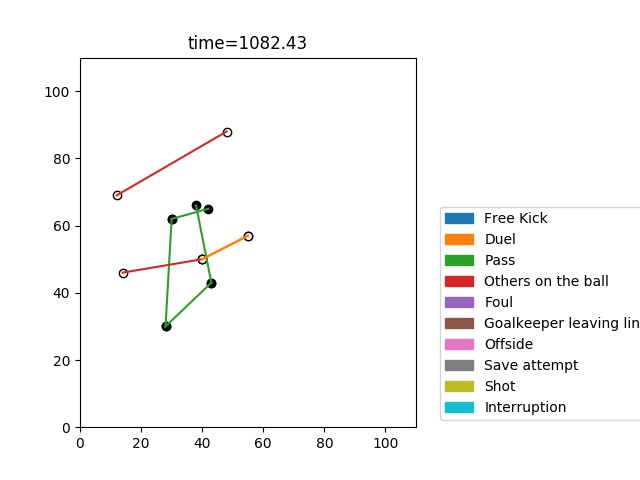 time=1082.43
100
80
60
40
20
0
0 20 40 60 80 100
Free Kick
Duel
Pass
Others on the ball
Foul
Goalkeeper leaving lin
Offside
Save attempt
Shot
Interruption